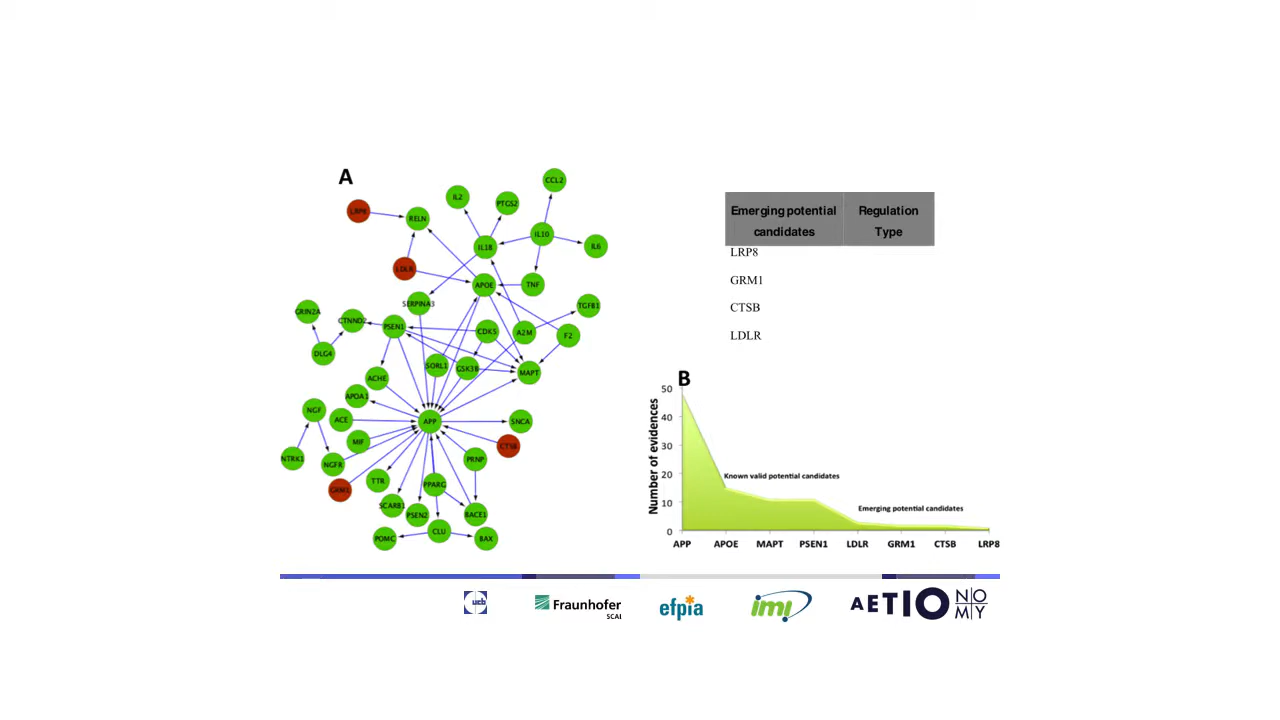 A
CCL2
IL2
PTGS2
LRP8
RELN
IL10
IL1B
IL6
LDLR
APOE
TNF
SERPINA3
TGFB1
GRIN2A
CTNND2
PSEN1
CDK5
A2M
F2
DLG4
SORL1
GSK3B
MAPT
ACHE
APOA1
NGF
ACE
APP
SNCA
MIF
CTSB
NTRK1
NGFR
PRNP
GRM1
TTR
PPARG
SCARB1
PSEN2
BACE1
CLU
POMC
BAX
Emerging potential
candidates
Regulation
Type
LRP8
GRM1
CTSB
LDLR
B
Number of evidences
50
40
30
20
10
0
Known valid potential candidates
Emerging potential candidates
APP APOE MAPT PSEN1 LDLR GRM1 CTSB LRP8
ucb
Fraunhofer
SCAI
efpia
imi
AETIONOMY